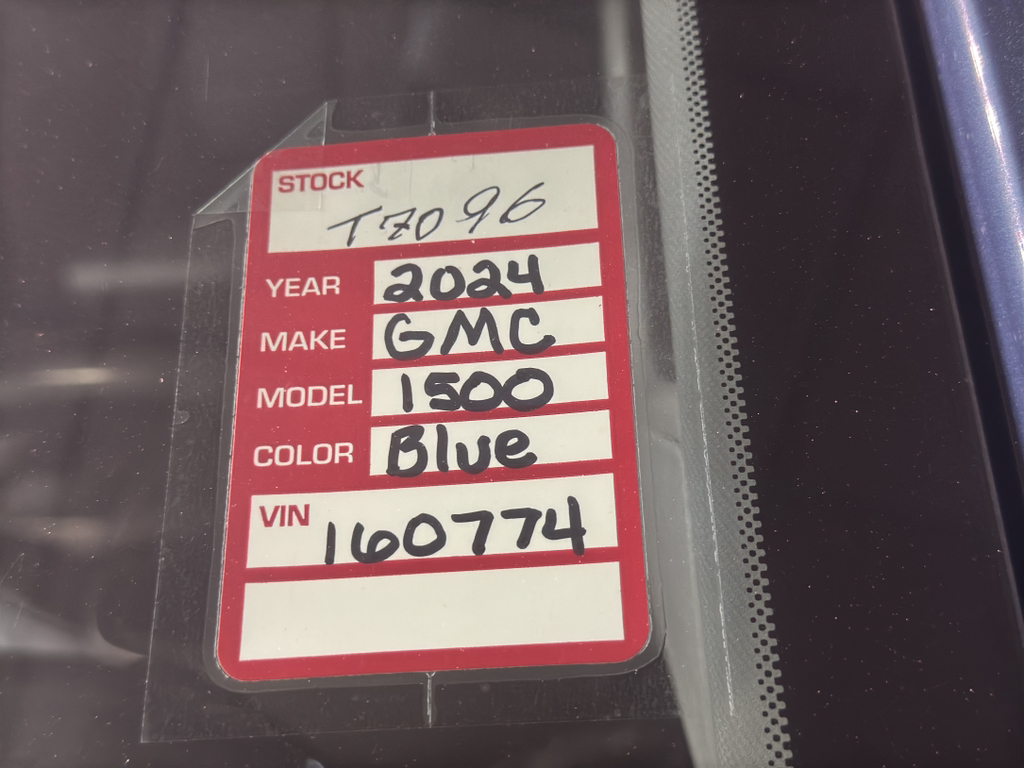 STOCK
T7096
YEAR 2024
MAKE GMC
MODEL 1500
COLOR Blue
VIN 160774